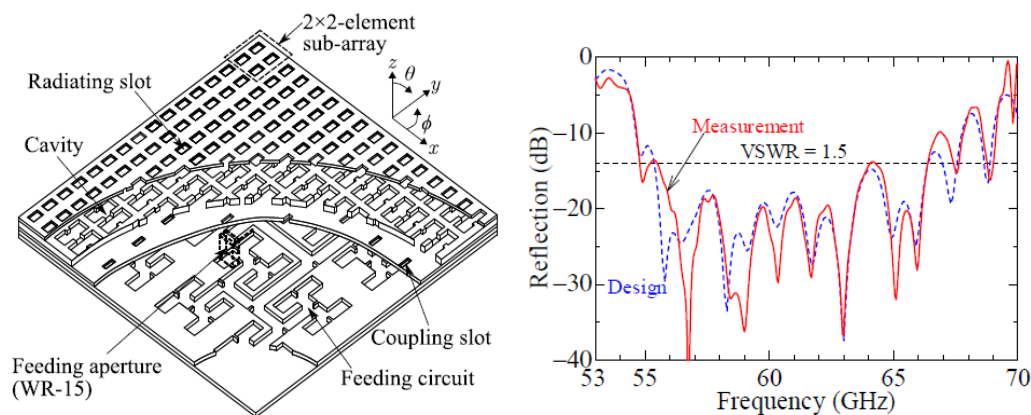 2×2-element
sub-array
Radiating slot
Cavity
z
θ
y
ϕ
x
Feeding aperture
(WR-15)
Feeding circuit
Coupling slot
0
−10
−20
−30
−40
Reflection (dB)
Measurement
VSWR = 1.5
Design
53
55
60
65
70
Frequency (GHz)